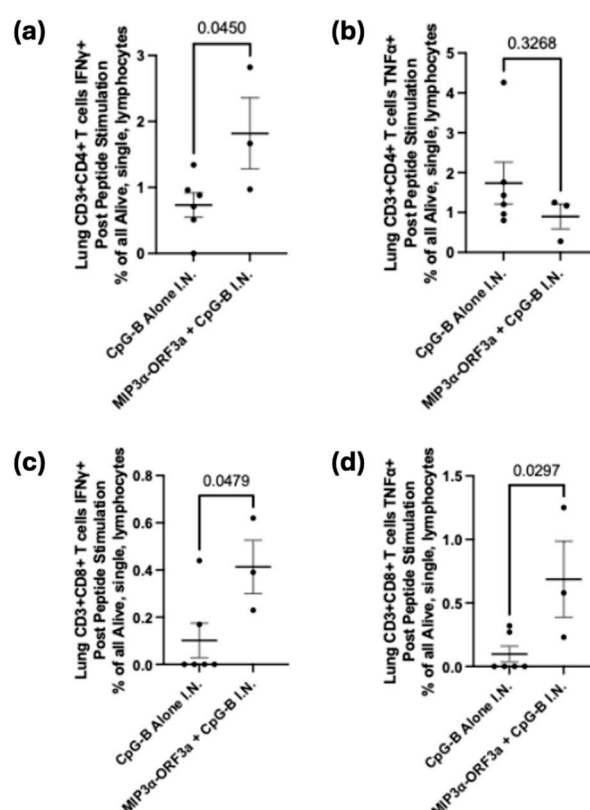 (a)
0.0450
Lung CD3+CD4+ T cells IFNγ+
Post Peptide Stimulation
% of all Alive, single, lymphocytes
3
2
1
0
CpG-B Alone I.N.
MIP3α-ORF3a + CpG-B I.N.
(b)
0.3268
Lung CD3+CD4+ T cells TNFα+
Post Peptide Stimulation
% of all Alive, single, lymphocytes
5
4
3
2
1
0
CpG-B Alone I.N.
MIP3α-ORF3a + CpG-B I.N.
(c)
0.0479
Lung CD3+CD8+ T cells IFNγ+
Post Peptide Stimulation
% of all Alive, single, lymphocytes
0.8
0.6
0.4
0.2
0.0
CpG-B Alone I.N.
MIP3α-ORF3a + CpG-B I.N.
(d)
0.0297
Lung CD3+CD8+ T cells TNFα+
Post Peptide Stimulation
% of all Alive, single, lymphocytes
1.5
1.0
0.5
0.0
CpG-B Alone I.N.
MIP3α-ORF3a + CpG-B I.N.